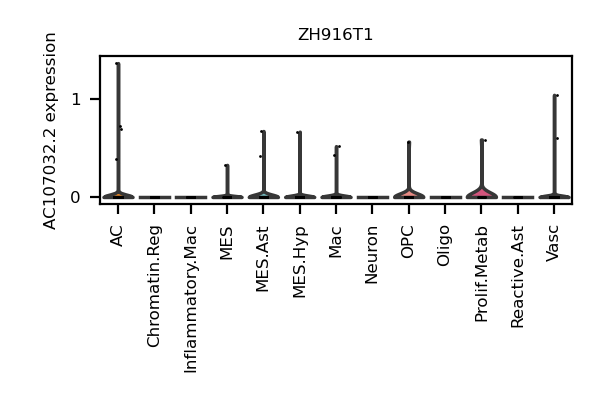 ZH916T1
AC107032.2 expression
1
0
AC
Chromatin.Reg
Inflammatory.Mac
MES
MES.Ast
MES.Hyp
Mac
Neuron
OPC
Oligo
Prolif.Metab
Reactive.Ast
Vasc